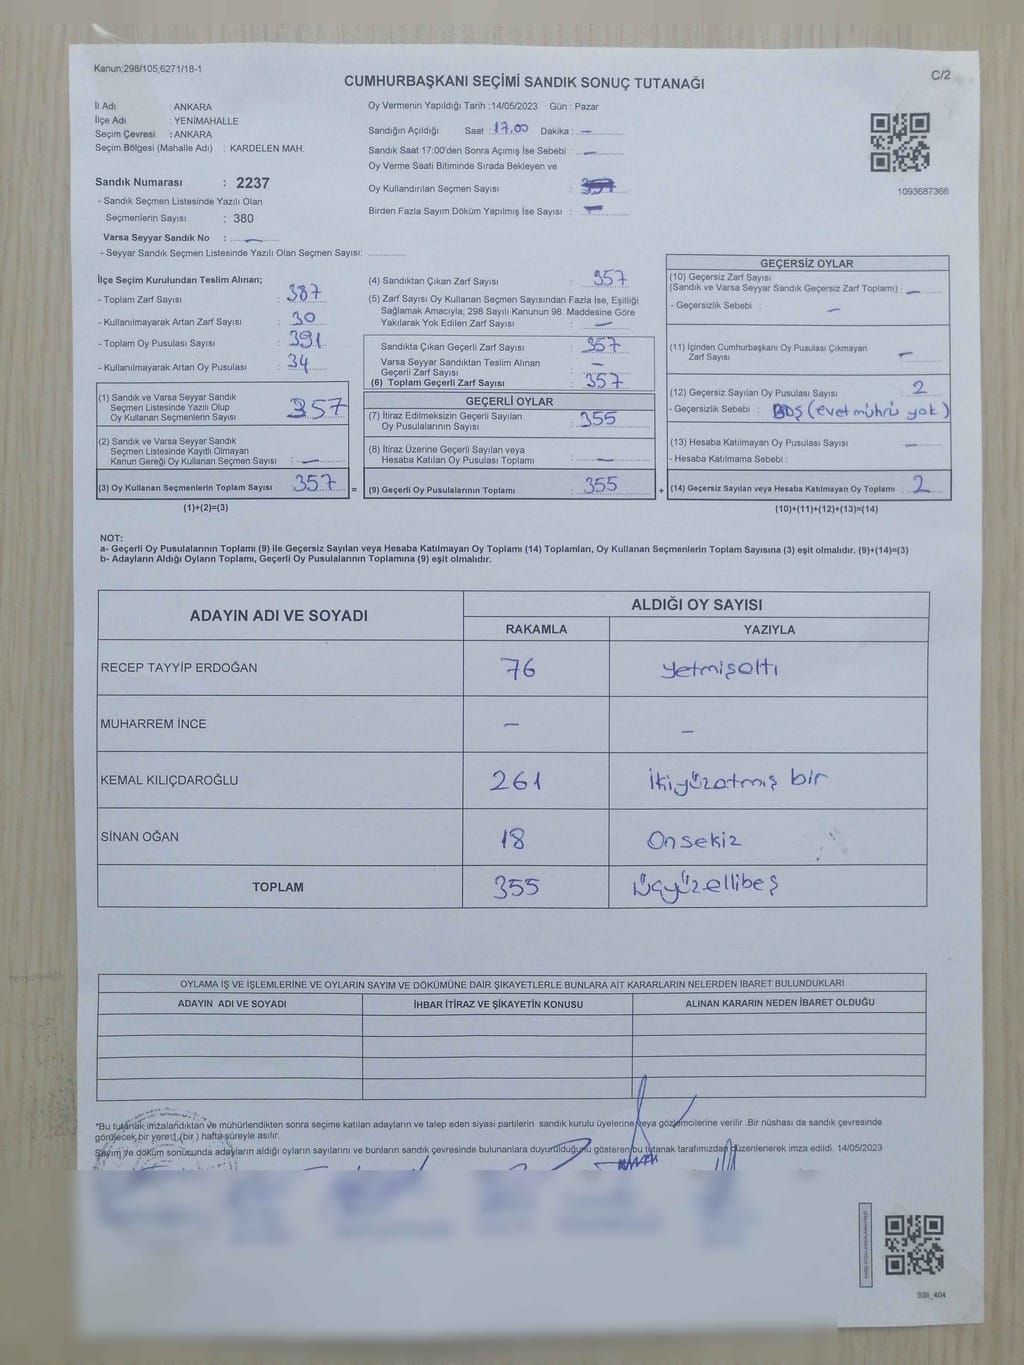 Kanun:298/105;6271/18-1
C/2
CUMHURBAŞKANI SEÇİMİ SANDIK SONUÇ TUTANAĞI
İl Adı : ANKARA
İlçe Adı : YENİMAHALLE
Seçim Çevresi : ANKARA
Seçim Bölgesi (Mahalle Adı) : KARDELEN MAH.
Sandık Numarası : 2237
- Sandık Seçmen Listesinde Yazılı Olan
Seçmenlerin Sayısı : 380
Varsa Seyyar Sandık No : —
- Seyyar Sandık Seçmen Listesinde Yazılı Olan Seçmen Sayısı:
Oy Vermenin Yapıldığı Tarih :14/05/2023 Gün : Pazar
Sandığın Açıldığı Saat : 17.00 Dakika : —
Sandık Saat 17:00'den Sonra Açımış İse Sebebi : —
Oy Verme Saati Bitiminde Sırada Bekleyen ve
Oy Kullandırılan Seçmen Sayısı :
Birden Fazla Sayım Döküm Yapılmış İse Sayısı : —
1093687366
İlçe Seçim Kurulundan Teslim Alınan;
- Toplam Zarf Sayısı : 387
- Kullanılmayarak Artan Zarf Sayısı : 30
- Toplam Oy Pusulası Sayısı : 391
- Kullanılmayarak Artan Oy Pusulası : 34
(1) Sandık ve Varsa Seyyar Sandık
Seçmen Listesinde Yazılı Olup
Oy Kullanan Seçmenlerin Sayısı : 357
(2) Sandık ve Varsa Seyyar Sandık
Seçmen Listesinde Kayıtlı Olmayan
Kanun Gereği Oy Kullanan Seçmen Sayısı : —
(3) Oy Kullanan Seçmenlerin Toplam Sayısı : 357 =
(1)+(2)=(3)
(4) Sandıktan Çıkan Zarf Sayısı : 357
(5) Zarf Sayısı Oy Kullanan Seçmen Sayısından Fazla İse, Eşitliği
Sağlamak Amacıyla, 298 Sayılı Kanunun 98. Maddesine Göre
Yakılarak Yok Edilen Zarf Sayısı : —
Sandıkta Çıkan Geçerli Zarf Sayısı : 357
Varsa Seyyar Sandıktan Teslim Alınan
Geçerli Zarf Sayısı : —
(6) Toplam Geçerli Zarf Sayısı : 357
GEÇERLİ OYLAR
(7) İtiraz Edilmeksizin Geçerli Sayılan
Oy Pusulalarının Sayısı : 355
(8) İtiraz Üzerine Geçerli Sayılan veya
Hesaba Katılan Oy Pusulası Toplamı : —
(9) Geçerli Oy Pusulalarının Toplamı : 355 +
GEÇERSİZ OYLAR
(10) Geçersiz Zarf Sayısı
(Sandık ve Varsa Seyyar Sandık Geçersiz Zarf Toplamı) : —
- Geçersizlik Sebebi : —
(11) İçinden Cumhurbaşkanı Oy Pusulası Çıkmayan
Zarf Sayısı : —
(12) Geçersiz Sayılan Oy Pusulası Sayısı : 2
- Geçersizlik Sebebi : BOŞ (evet mührü yok)
(13) Hesaba Katılmayan Oy Pusulası Sayısı : —
- Hesaba Katılmama Sebebi :
(14) Geçersiz Sayılan veya Hesaba Katılmayan Oy Toplamı : 2
(10)+(11)+(12)+(13)=(14)
NOT:
a- Geçerli Oy Pusulalarının Toplamı (9) ile Geçersiz Sayılan veya Hesaba Katılmayan Oy Toplamı (14) Toplamları, Oy Kullanan Seçmenlerin Toplam Sayısına (3) eşit olmalıdır. (9)+(14)=(3)
b- Adayların Aldığı Oyların Toplamı, Geçerli Oy Pusulalarının Toplamına (9) eşit olmalıdır.
ADAYIN ADI VE SOYADI
ALDIĞI OY SAYISI
RAKAMLA YAZIYLA
RECEP TAYYİP ERDOĞAN 76 yetmişaltı
MUHARREM İNCE — —
KEMAL KILIÇDAROĞLU 261 İkiyüzatmış bir
SİNAN OĞAN 18 Onsekiz
TOPLAM 355 Üçyüzellibeş
OYLAMA İŞ VE İŞLEMLERİNE VE OYLARIN SAYIM VE DÖKÜMÜNE DAİR ŞİKAYETLERLE BUNLARA AİT KARARLARIN NELERDEN İBARET BULUNDUKLARI
ADAYIN ADI VE SOYADI İHBAR İTİRAZ VE ŞİKAYETİN KONUSU ALINAN KARARIN NEDEN İBARET OLDUĞU
*Bu tutanak imzalandıktan ve mühürlendikten sonra seçime katılan adayların ve talep eden siyasi partilerin sandık kurulu üyelerine veya gözlemcilerine verilir .Bir nüshası da sandık çevresinde
görülecek bir yere 1 (bir ) hafta süreyle asılır.
Sayım ve döküm sonucunda adayların aldığı oyların sayılarını ve bunların sandık çevresinde bulunanlara duyurulduğunu gösteren bu tutanak tarafımızdan düzenlenerek imza edildi. 14/05/2023
SSI_404